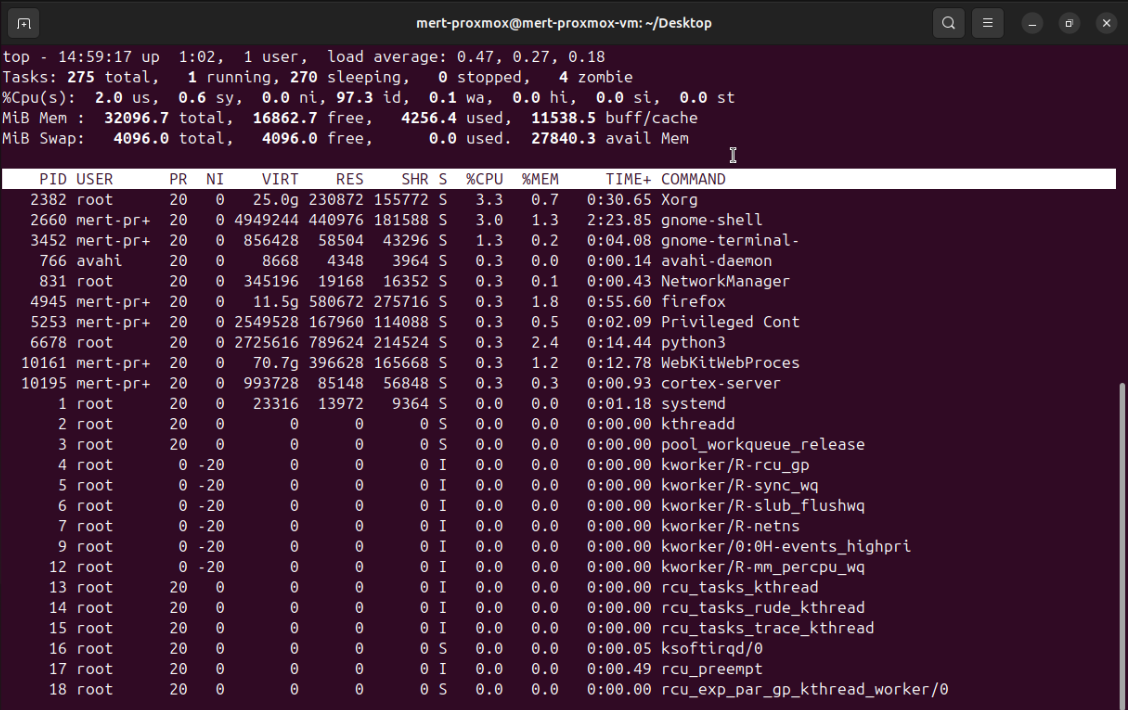 mert-proxmox@mert-proxmox-vm: ~/Desktop
top - 14:59:17 up  1:02,  1 user,  load average: 0.47, 0.27, 0.18
Tasks: 275 total,   1 running, 270 sleeping,   0 stopped,   4 zombie
%Cpu(s):  2.0 us,  0.6 sy,  0.0 ni, 97.3 id,  0.1 wa,  0.0 hi,  0.0 si,  0.0 st
MiB Mem :  32096.7 total,  16862.7 free,   4256.4 used,  11538.5 buff/cache
MiB Swap:   4096.0 total,   4096.0 free,      0.0 used.  27840.3 avail Mem
PID USER      PR  NI    VIRT    RES    SHR S  %CPU  %MEM     TIME+ COMMAND
2382 root      20   0   25.0g 230872 155772 S   3.3   0.7   0:30.65 Xorg
2660 mert-pr+  20   0 4949244 440976 181588 S   3.0   1.3   2:23.85 gnome-shell
3452 mert-pr+  20   0  856428  58504  43296 S   1.3   0.2   0:04.08 gnome-terminal-
766 avahi     20   0    8668   4348   3964 S   0.3   0.0   0:00.14 avahi-daemon
831 root      20   0  345196  19168  16352 S   0.3   0.1   0:00.43 NetworkManager
4945 mert-pr+  20   0   11.5g 580672 275716 S   0.3   1.8   0:55.60 firefox
5253 mert-pr+  20   0 2549528 167960 114088 S   0.3   0.5   0:02.09 Privileged Cont
6678 root      20   0 2725616 789624 214524 S   0.3   2.4   0:14.44 python3
10161 mert-pr+  20   0   70.7g 396628 165668 S   0.3   1.2   0:12.78 WebKitWebProces
10195 mert-pr+  20   0  993728  85148  56848 S   0.3   0.3   0:00.93 cortex-server
1 root      20   0   23316  13972   9364 S   0.0   0.0   0:01.18 systemd
2 root      20   0       0      0      0 S   0.0   0.0   0:00.00 kthreadd
3 root      20   0       0      0      0 S   0.0   0.0   0:00.00 pool_workqueue_release
4 root       0 -20       0      0      0 I   0.0   0.0   0:00.00 kworker/R-rcu_gp
5 root       0 -20       0      0      0 I   0.0   0.0   0:00.00 kworker/R-sync_wq
6 root       0 -20       0      0      0 I   0.0   0.0   0:00.00 kworker/R-slub_flushwq
7 root       0 -20       0      0      0 I   0.0   0.0   0:00.00 kworker/R-netns
9 root       0 -20       0      0      0 I   0.0   0.0   0:00.00 kworker/0:0H-events_highpri
12 root       0 -20       0      0      0 I   0.0   0.0   0:00.00 kworker/R-mm_percpu_wq
13 root      20   0       0      0      0 I   0.0   0.0   0:00.00 rcu_tasks_kthread
14 root      20   0       0      0      0 I   0.0   0.0   0:00.00 rcu_tasks_rude_kthread
15 root      20   0       0      0      0 I   0.0   0.0   0:00.00 rcu_tasks_trace_kthread
16 root      20   0       0      0      0 S   0.0   0.0   0:00.05 ksoftirqd/0
17 root      20   0       0      0      0 I   0.0   0.0   0:00.49 rcu_preempt
18 root      20   0       0      0      0 S   0.0   0.0   0:00.00 rcu_exp_par_gp_kthread_worker/0